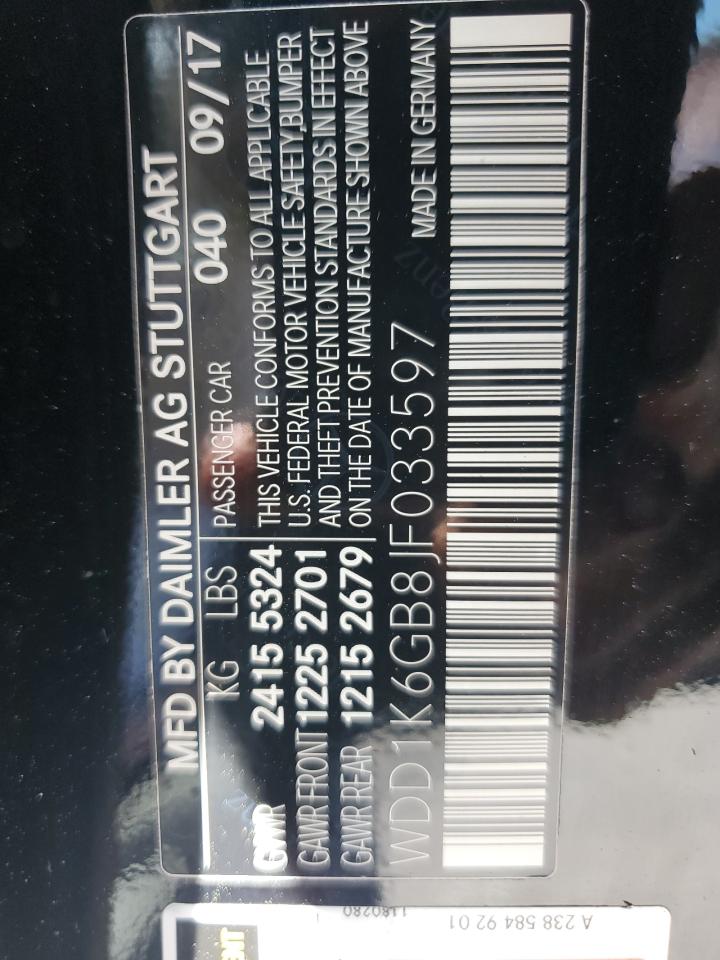 MFD BY DAIMLER AG STUTTGART
KG LBS PASSENGER CAR 040 09/17
GVWR 2415 5324 THIS VEHICLE CONFORMS TO ALL APPLICABLE
GAWR FRONT 1225 2701 U.S. FEDERAL MOTOR VEHICLE SAFETY, BUMPER
GAWR REAR 1215 2679 AND THEFT PREVENTION STANDARDS IN EFFECT
ON THE DATE OF MANUFACTURE SHOWN ABOVE
WDD1K6GB8JF033597 MADE IN GERMANY
A 238 584 92 01
1180280